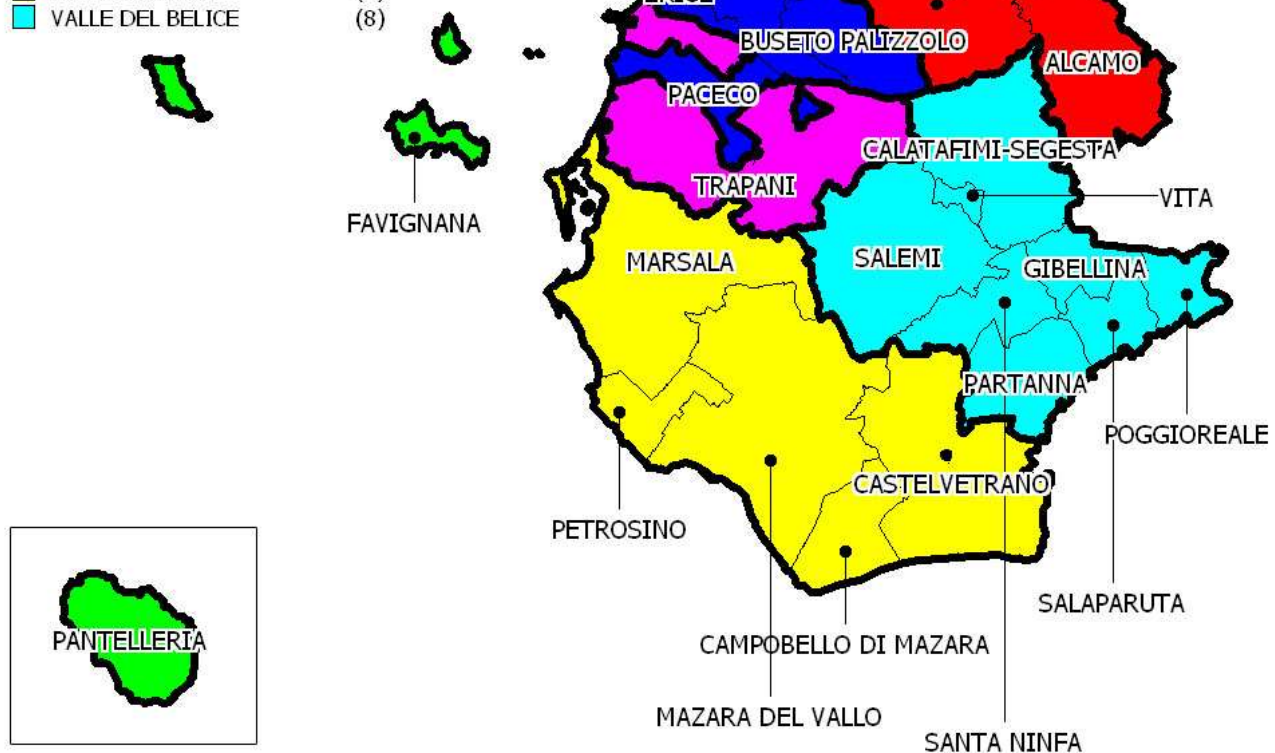 ERICE
VALLE DEL BELICE (8)
BUSETO PALIZZOLO
ALCAMO
PACECO
CALATAFIMI-SEGESTA
TRAPANI
VITA
FAVIGNANA
MARSALA
SALEMI
GIBELLINA
PARTANNA
POGGIOREALE
CASTELVETRANO
PETROSINO
SALAPARUTA
PANTELLERIA
CAMPOBELLO DI MAZARA
MAZARA DEL VALLO
SANTA NINFA